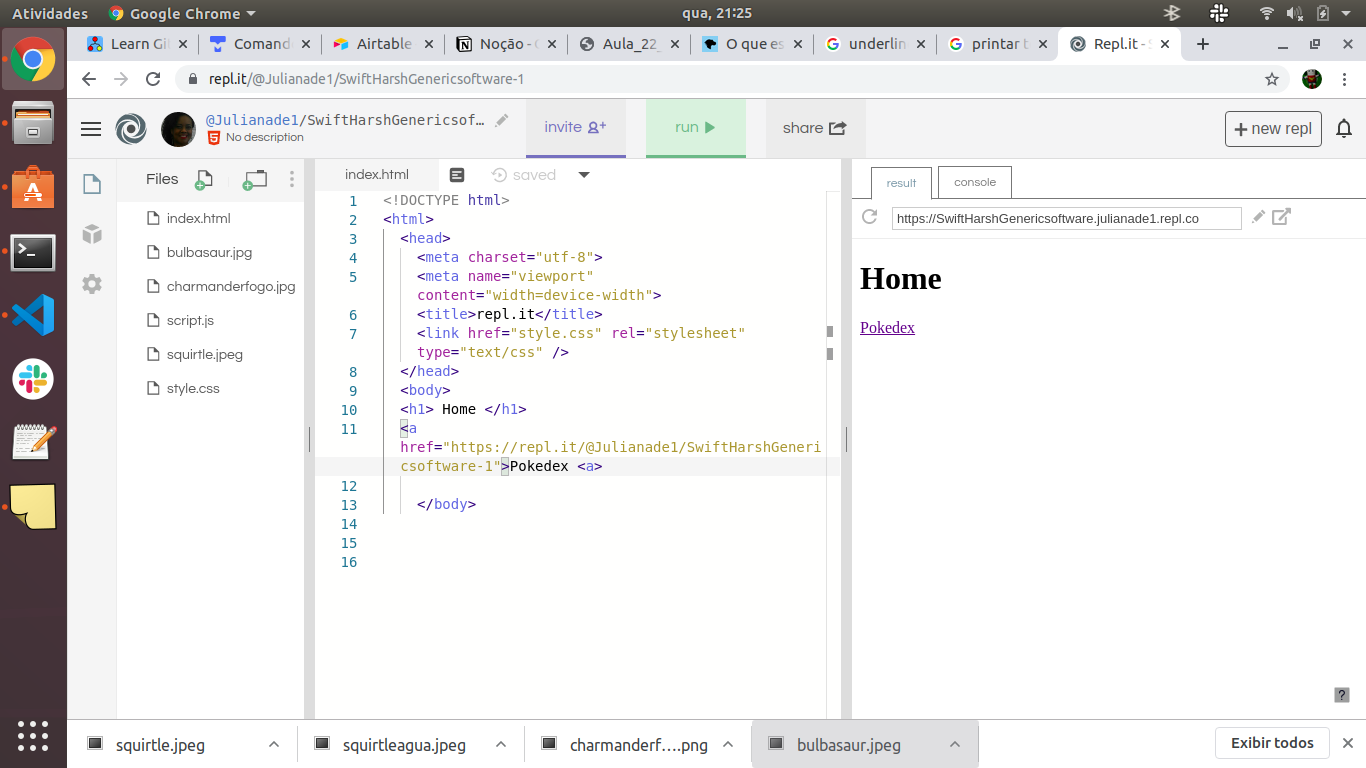 Atividades Google Chrome qua, 21:25
Learn Gi Comand Airtable Noção - Aula_22_ O que es underlin printar t Repl.it - S
repl.it/@Julianade1/SwiftHarshGenericsoftware-1
@Julianade1/SwiftHarshGenericsof…
No description
invite
run
share
+ new repl
Files
index.html
bulbasaur.jpg
charmanderfogo.jpg
script.js
squirtle.jpeg
style.css
index.html saved
1 <!DOCTYPE html>
2 <html>
3 <head>
4 <meta charset="utf-8">
5 <meta name="viewport"
content="width=device-width">
6 <title>repl.it</title>
7 <link href="style.css" rel="stylesheet"
type="text/css" />
8 </head>
9 <body>
10 <h1> Home </h1>
11 <a
href="https://repl.it/@Julianade1/SwiftHarshGeneri
csoftware-1">Pokedex <a>
12
13 </body>
14
15
16
result console
https://SwiftHarshGenericsoftware.julianade1.repl.co
Home
Pokedex
?
squirtle.jpeg squirtleagua.jpeg charmanderf….png bulbasaur.jpeg Exibir todos